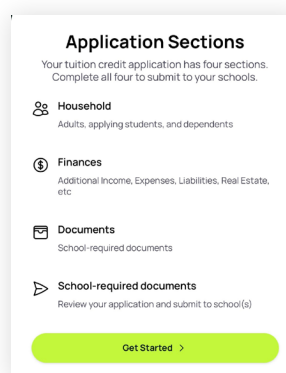 Application Sections
Your tuition credit application has four sections.
Complete all four to submit to your schools.
Household
Adults, applying students, and dependents
Finances
Additional Income, Expenses, Liabilities, Real Estate,
etc
Documents
School-required documents
School-required documents
Review your application and submit to school(s)
Get Started